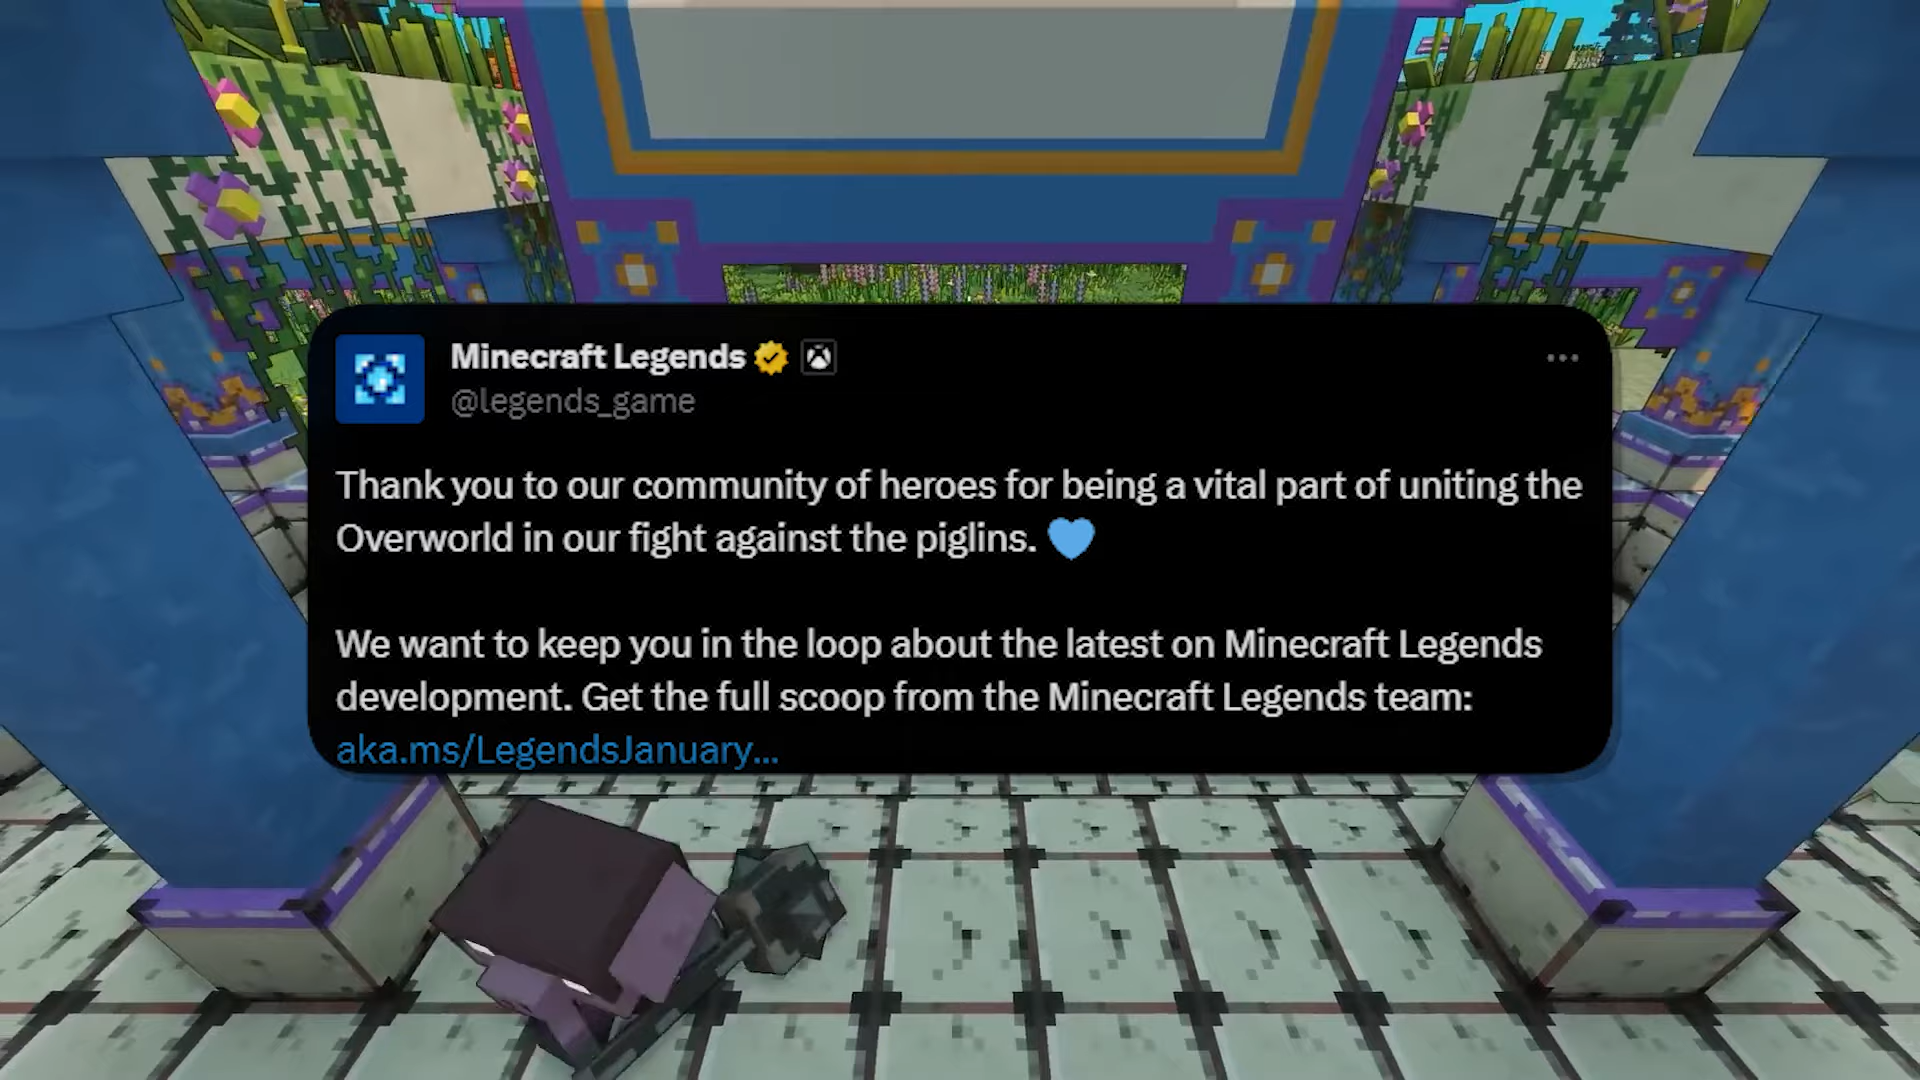 Minecraft Legends
@legends_game
Thank you to our community of heroes for being a vital part of uniting the
Overworld in our fight against the piglins. 💙
We want to keep you in the loop about the latest on Minecraft Legends
development. Get the full scoop from the Minecraft Legends team:
aka.ms/LegendsJanuary...